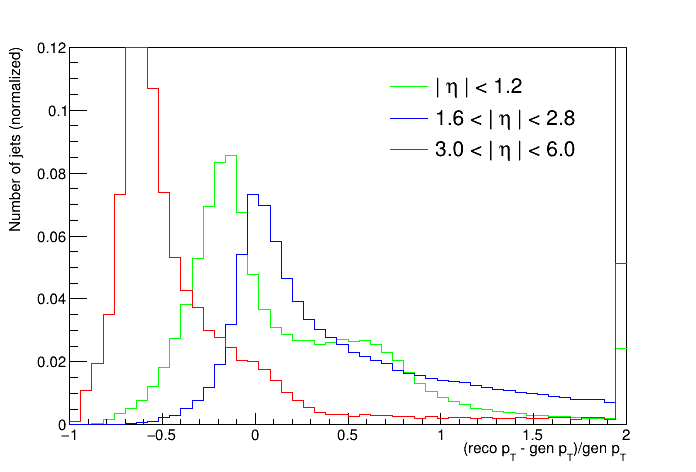 0.12
0.1
0.08
0.06
0.04
0.02
0
Number of jets (normalized)
| η | < 1.2
1.6 < | η | < 2.8
3.0 < | η | < 6.0
−1 −0.5 0 0.5 1 1.5 2
(reco p_T - gen p_T)/gen p_T